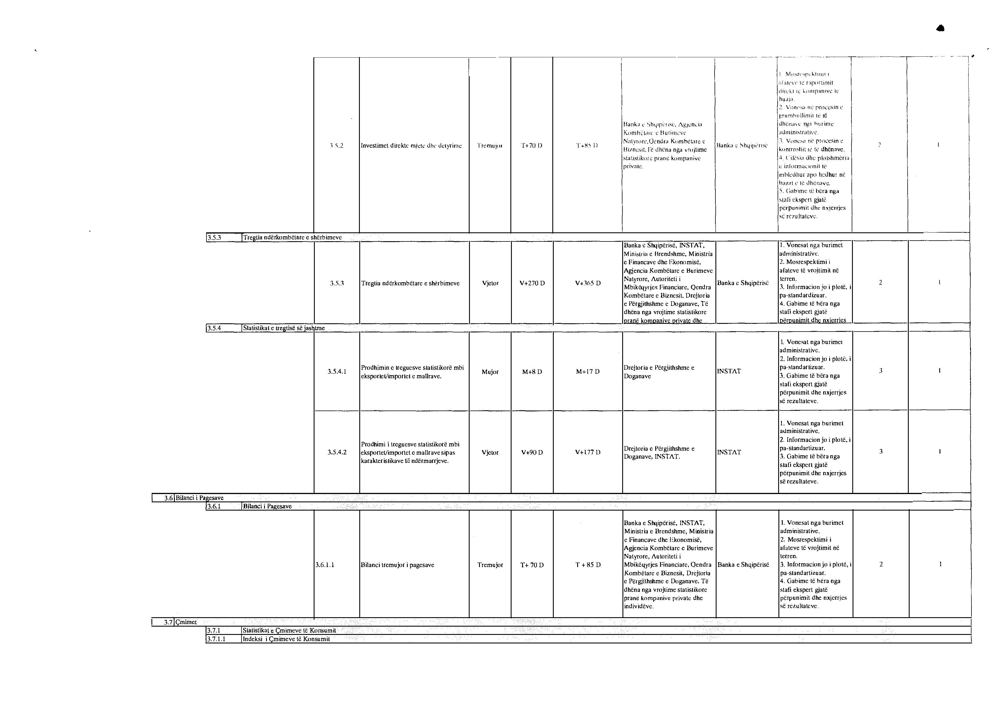 3.5.2
Investimet direkte mjete dhe detyrime
Tremujor
T+70 D
T+85 D
Banka e Shqipërisë, Agjencia
Kombëtare e Burimeve
Natyrore,Qendra Kombëtare e
Biznesit, Të dhëna nga vrojtime
statistikore pranë kompanive
private.
Banka e Shqipërisë
1. Mosrespektimi i
afateve të raportimit
direkt të kompanive të
huaja.
2. Vonesa në procesin e
grumbullimit të të
dhënave nga burime
administrative.
3. Vonesa në procesin e
kontrrollit të të dhënave.
4. Cilësia dhe plotshmëria
e informacionit të
mbledhur apo hedhur në
bazat e të dhënave.
5. Gabime të bëra nga
stafi ekspert gjatë
përpunimit dhe nxjerrjes
së rezultateve.
2
1
3.5.3 Tregtia ndërkombëtare e shërbimeve
3.5.3
Tregtia ndërkombëtare e shërbimeve
Vjetor
V+270 D
V+365 D
Banka e Shqipërisë, INSTAT,
Ministria e Brendshme, Ministria
e Financave dhe Ekonomisë,
Agjencia Kombëtare e Burimeve
Natyrore, Autoriteti i
Mbikëqyrjes Financiare, Qendra
Kombëtare e Biznesit, Drejtoria
e Përgjithshme e Doganave, Të
dhëna nga vrojtime statistikore
pranë kompanive private dhe
Banka e Shqipërisë
1. Vonesat nga burimet
administrative.
2. Mosrespektimi i
afateve të vrojtimit në
terren.
3. Informacion jo i plotë, i
pa-standardizuar.
4. Gabime të bëra nga
stafi ekspert gjatë
përpunimit dhe nxjerrjes
2
1
3.5.4 Statistikat e tregtisë së jashtme
3.5.4.1
Prodhimin e treguesve statistikorë mbi
eksportet/importet e mallrave.
Mujor
M+8 D
M+17 D
Drejtoria e Përgjithshme e
Doganave
INSTAT
1. Vonesat nga burimet
administrative.
2. Informacion jo i plotë, i
pa-standartizuar.
3. Gabime të bëra nga
stafi ekspert gjatë
përpunimit dhe nxjerrjes
së rezultateve.
3
1
3.5.4.2
Prodhimi i treguesve statistikorë mbi
eksportet/importet e mallrave sipas
karakteristikave të ndërmarrjeve.
Vjetor
V+90 D
V+177 D
Drejtoria e Përgjithshme e
Doganave, INSTAT.
INSTAT
1. Vonesat nga burimet
administrative.
2. Informacion jo i plotë, i
pa-standartizuar.
3. Gabime të bëra nga
stafi ekspert gjatë
përpunimit dhe nxjerrjes
së rezultateve.
3
1
3.6 Bilanci i Pagesave
3.6.1 Bilanci i Pagesave
3.6.1.1
Bilanci tremujor i pagesave
Tremujor
T+ 70 D
T + 85 D
Banka e Shqipërisë, INSTAT,
Ministria e Brendshme, Ministria
e Financave dhe Ekonomisë,
Agjencia Kombëtare e Burimeve
Natyrore, Autoriteti i
Mbikëqyrjes Financiare, Qendra
Kombëtare e Biznesit, Drejtoria
e Përgjithshme e Doganave, Të
dhëna nga vrojtime statistikore
pranë kompanive private dhe
individëve.
Banka e Shqipërisë
1. Vonesat nga burimet
administrative.
2. Mosrespektimi i
afateve të vrojtimit në
terren.
3. Informacion jo i plotë, i
pa-standartizuar.
4. Gabime të bëra nga
stafi ekspert gjatë
përpunimit dhe nxjerrjes
së rezultateve.
2
1
3.7 Çmimet
3.7.1 Statistikat e Çmimeve të Konsumit
3.7.1.1 Indeksi i Çmimeve të Konsumit